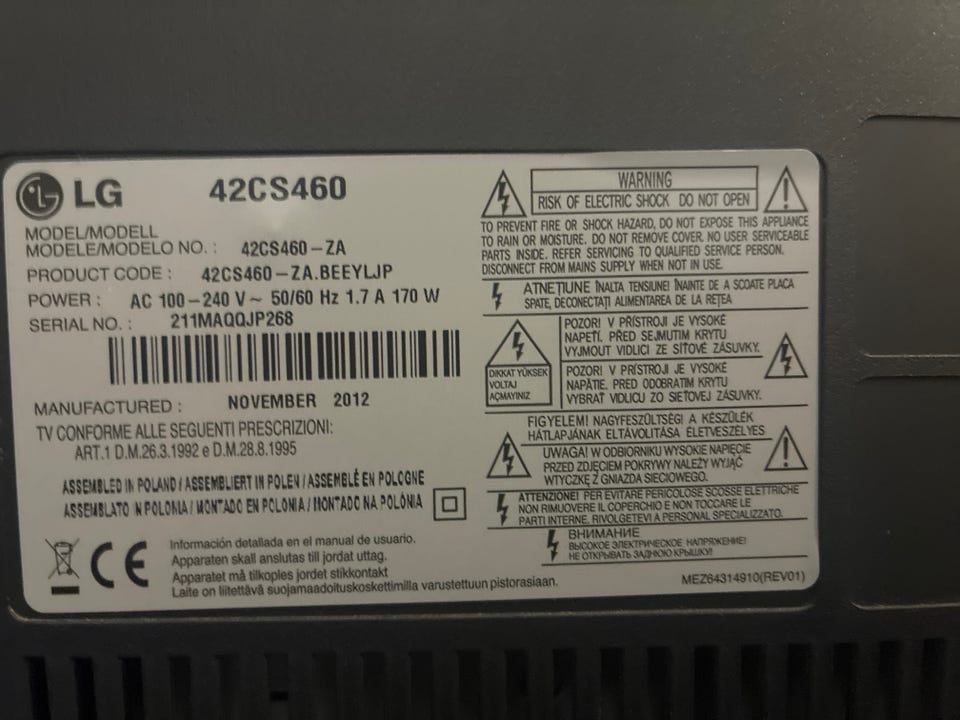 LG
42CS460
MODEL/MODELL
MODELE/MODELO NO. : 42CS460-ZA
PRODUCT CODE : 42CS460-ZA.BEEYLJP
POWER : AC 100-240 V~ 50/60 Hz 1.7 A 170 W
SERIAL NO. : 211MAQQJP268
MANUFACTURED : NOVEMBER 2012
TV CONFORME ALLE SEGUENTI PRESCRIZIONI:
ART.1 D.M.26.3.1992 e D.M.28.8.1995
ASSEMBLED IN POLAND / ASSEMBLIERT IN POLEN / ASSEMBLÉ EN POLOGNE
ASSEMBLATO IN POLONIA / MONTADO EN POLONIA / MONTADO NA POLÓNIA
CE
Información detallada en el manual de usuario.
Apparaten skall anslutas till jordat uttag.
Apparatet må tilkoples jordet stikkontakt
Laite on liitettävä suojamaadoituskoskettimilla varustettuun pistorasiaan.
WARNING
RISK OF ELECTRIC SHOCK DO NOT OPEN
TO PREVENT FIRE OR SHOCK HAZARD, DO NOT EXPOSE THIS APPLIANCE
TO RAIN OR MOISTURE. DO NOT REMOVE COVER. NO USER SERVICEABLE
PARTS INSIDE. REFER SERVICING TO QUALIFIED SERVICE PERSON.
DISCONNECT FROM MAINS SUPPLY WHEN NOT IN USE.
ATNEȚIUNE ÎNALTA TENSIUNE! ÎNAINTE DE A SCOATE PLACA
SPATE, DECONECTAȚI ALIMENTAREA DE LA REȚEA
DIKKAT YÜKSEK
VOLTAJ
AÇMAYINIZ
POZOR! V PŘÍSTROJI JE VYSOKÉ
NAPETÍ. PŘED SEJMUTIM KRYTU
VYJMOUT VIDLICI ZE SÍTOVÉ ZÁSUVKY.
POZOR! V PRÍSTROJI JE VYSOKÉ
NAPÄTIE. PRED ODOBRATIM KRYTU
VYBRAT VIDLICU ZO SIETOVEJ ZÁSUVKY.
FIGYELEM! NAGYFESZÜLTSÉG! A KÉSZÜLÉK
HÁTLAPJÁNAK ELTÁVOLÍTÁSA ÉLETVESZÉLYES
UWAGA! W ODBIORNIKU WYSOKIE NAPIĘCIE
PRZED ZDJĘCIEM POKRYWY NALEŻY WYJĄĆ
WTYCZKĘ Z GNIAZDA SIECIOWEGO.
ATTENZIONE! PER EVITARE PERICOLOSE SCOSSE ELETTRICHE
NON RIMUOVERE IL COPERCHIO E NON TOCCARE LE
PARTI INTERNE, RIVOLGETEVI A PERSONAL SPECIALIZZATO.
ВНИМАНИЕ
ВЫСОКОЕ ЭЛЕКТРИЧЕСКОЕ НАПРЯЖЕНИЕ!
НЕ ОТКРЫВАТЬ ЗАДНЮЮ КРЫШКУ!
MEZ64314910(REV01)